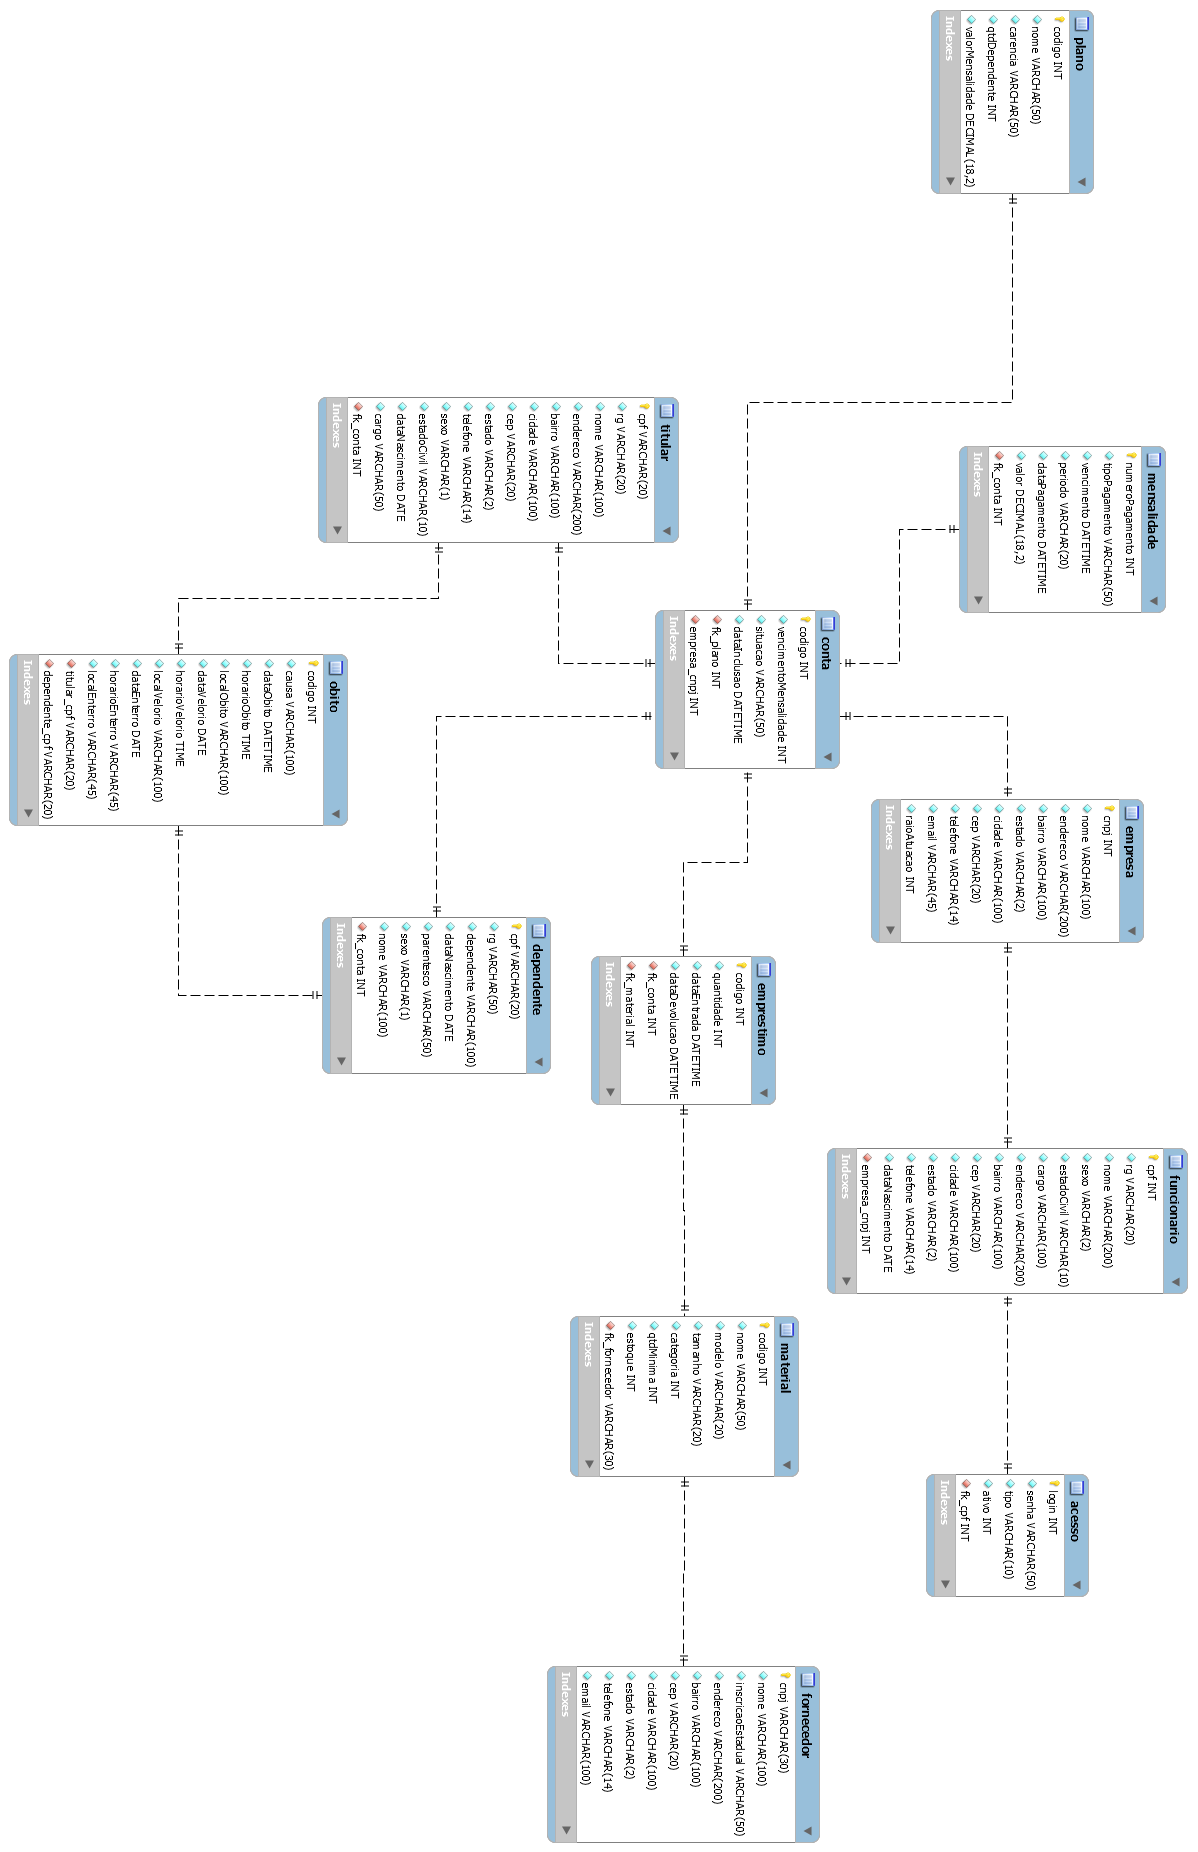 plano
codigo INT
nome VARCHAR(50)
carencia VARCHAR(50)
qtdDependente INT
valorMensalidade DECIMAL(18,2)
Indexes
mensalidade
numeroPagamento INT
tipoPagamento VARCHAR(50)
vencimento DATETIME
periodo VARCHAR(20)
dataPagamento DATETIME
valor DECIMAL(18,2)
fk_conta INT
Indexes
titular
cpf VARCHAR(20)
rg VARCHAR(20)
nome VARCHAR(100)
endereco VARCHAR(200)
bairro VARCHAR(100)
cidade VARCHAR(100)
cep VARCHAR(20)
estado VARCHAR(2)
telefone VARCHAR(14)
sexo VARCHAR(1)
estadoCivil VARCHAR(10)
dataNascimento DATE
cargo VARCHAR(50)
fk_conta INT
Indexes
conta
codigo INT
vencimentoMensalidade INT
situacao VARCHAR(50)
dataInclusao DATETIME
fk_plano INT
empresa_cnpj INT
Indexes
obito
codigo INT
causa VARCHAR(100)
dataObito DATETIME
horarioObito TIME
localObito VARCHAR(100)
dataVelorio DATE
horarioVelorio TIME
localVelorio VARCHAR(100)
dataEnterro DATE
horarioEnterro VARCHAR(45)
localEnterro VARCHAR(45)
titular_cpf VARCHAR(20)
dependente_cpf VARCHAR(20)
Indexes
empresa
cnpj INT
nome VARCHAR(100)
endereco VARCHAR(200)
bairro VARCHAR(100)
estado VARCHAR(2)
cidade VARCHAR(100)
cep VARCHAR(20)
telefone VARCHAR(14)
email VARCHAR(45)
raioAtuacao INT
Indexes
dependente
cpf VARCHAR(20)
rg VARCHAR(50)
dependente VARCHAR(100)
dataNascimento DATE
parentesco VARCHAR(50)
sexo VARCHAR(1)
nome VARCHAR(100)
fk_conta INT
Indexes
emprestimo
codigo INT
quantidade INT
dataEntrada DATETIME
dataDevolucao DATETIME
fk_conta INT
fk_material INT
Indexes
funcionario
cpf INT
rg VARCHAR(20)
nome VARCHAR(200)
sexo VARCHAR(2)
estadoCivil VARCHAR(10)
cargo VARCHAR(100)
endereco VARCHAR(200)
bairro VARCHAR(100)
cep VARCHAR(20)
cidade VARCHAR(100)
estado VARCHAR(2)
telefone VARCHAR(14)
dataNascimento DATE
empresa_cnpj INT
Indexes
material
codigo INT
nome VARCHAR(50)
modelo VARCHAR(20)
tamanho VARCHAR(20)
categoria INT
qtdMinima INT
estoque INT
fk_fornecedor VARCHAR(30)
Indexes
acesso
login INT
senha VARCHAR(50)
tipo VARCHAR(10)
ativo INT
fk_cpf INT
Indexes
fornecedor
cnpj VARCHAR(30)
nome VARCHAR(100)
inscricaoEstadual VARCHAR(50)
endereco VARCHAR(200)
bairro VARCHAR(100)
cep VARCHAR(20)
cidade VARCHAR(100)
estado VARCHAR(2)
telefone VARCHAR(14)
email VARCHAR(100)
Indexes